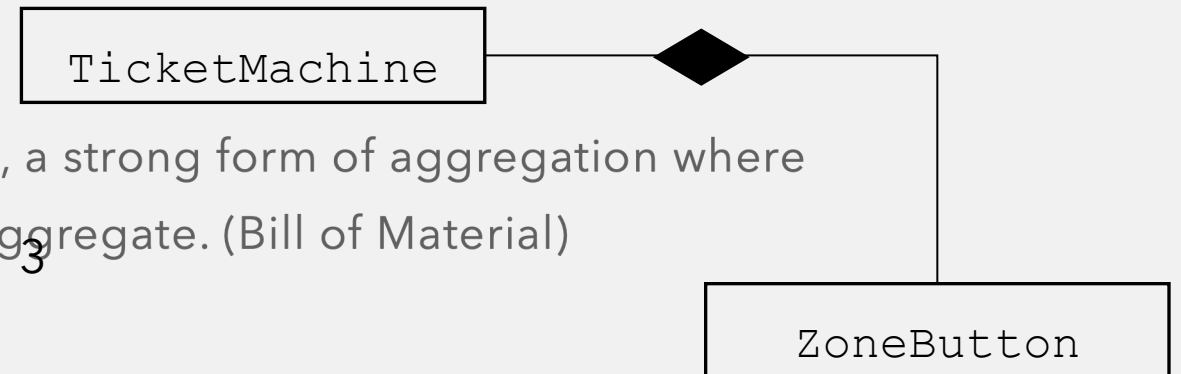 TicketMachine
, a strong form of aggregation where
ggregate. (Bill of Material)
3
ZoneButton